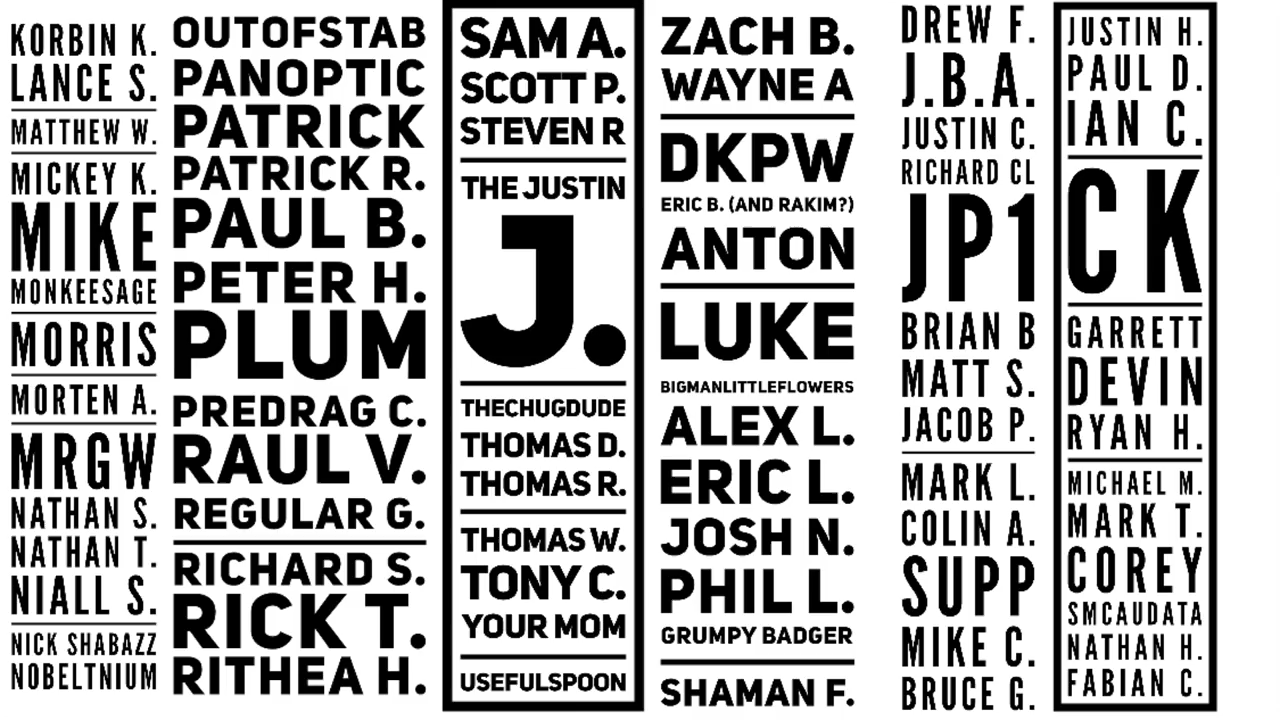 KORBIN K.
LANCE S.
MATTHEW W.
MICKEY K.
MIKE
MONKEESAGE
MORRIS
MORTEN A.
MRGW
NATHAN S.
NATHAN T.
NIALL S.
NICK SHABAZZ
NOBELTNIUM
OUTOFSTAB
PANOPTIC
PATRICK
PATRICK R.
PAUL B.
PETER H.
PLUM
PREDRAG C.
RAUL V.
REGULAR G.
RICHARD S.
RICK T.
RITHEA H.
SAM A.
SCOTT P.
STEVEN R
THE JUSTIN
J.
THECHUGDUDE
THOMAS D.
THOMAS R.
THOMAS W.
TONY C.
YOUR MOM
USEFULSPOON
ZACH B.
WAYNE A
DKPW
ERIC B. (AND RAKIM?)
ANTON
LUKE
BIGMANLITTLEFLOWERS
ALEX L.
ERIC L.
JOSH N.
PHIL L.
GRUMPY BADGER
SHAMAN F.
DREW F.
J.B.A.
JUSTIN C.
RICHARD CL
JP1
BRIAN B
MATT S.
JACOB P.
MARK L.
COLIN A.
SUPP
MIKE C.
BRUCE G.
JUSTIN H.
PAUL D.
IAN C.
CK
GARRETT
DEVIN
RYAN H.
MICHAEL M.
MARK T.
COREY
SMCAUDATA
NATHAN H.
FABIAN C.